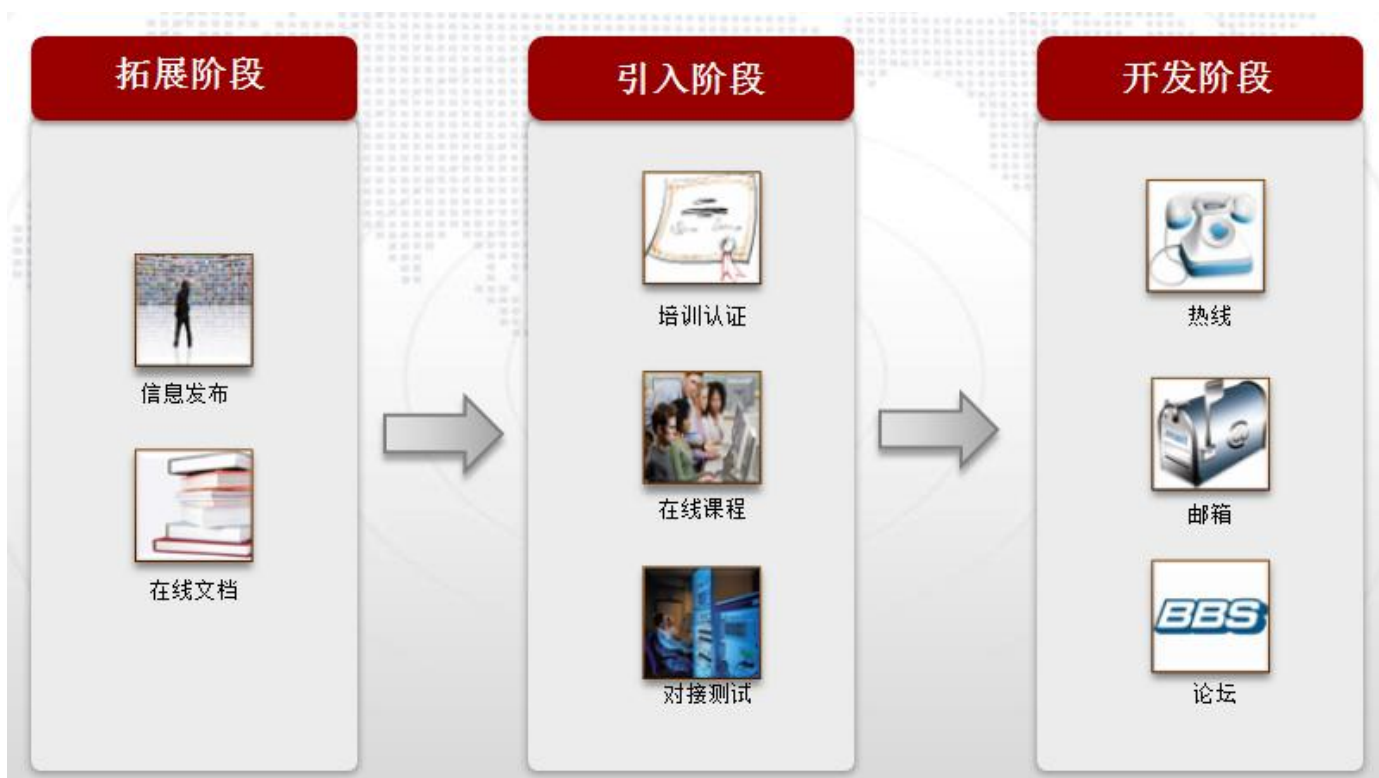 拓展阶段
信息发布
在线文档
引入阶段
培训认证
在线课程
对接测试
开发阶段
热线
邮箱
BBS
论坛